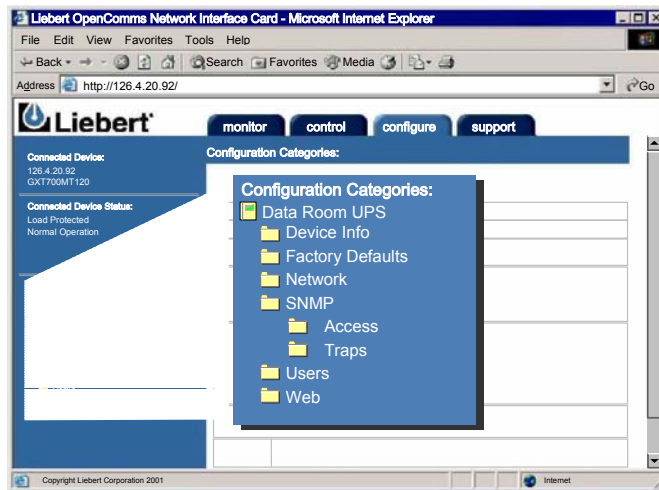 Liebert OpenComms Network Interface Card - Microsoft Internet Explorer
File Edit View Favorites Tools Help
Back Search Favorites Media
Address http://126.4.20.92/ Go
Liebert
monitor control configure support
Connected Device:
126.4.20.92
GXT700MT120
Connected Device Status:
Load Protected
Normal Operation
Configuration Categories:
Configuration Categories:
Data Room UPS
Device Info
Factory Defaults
Network
SNMP
Access
Traps
Users
Web
Copyright Liebert Corporation 2001 Internet